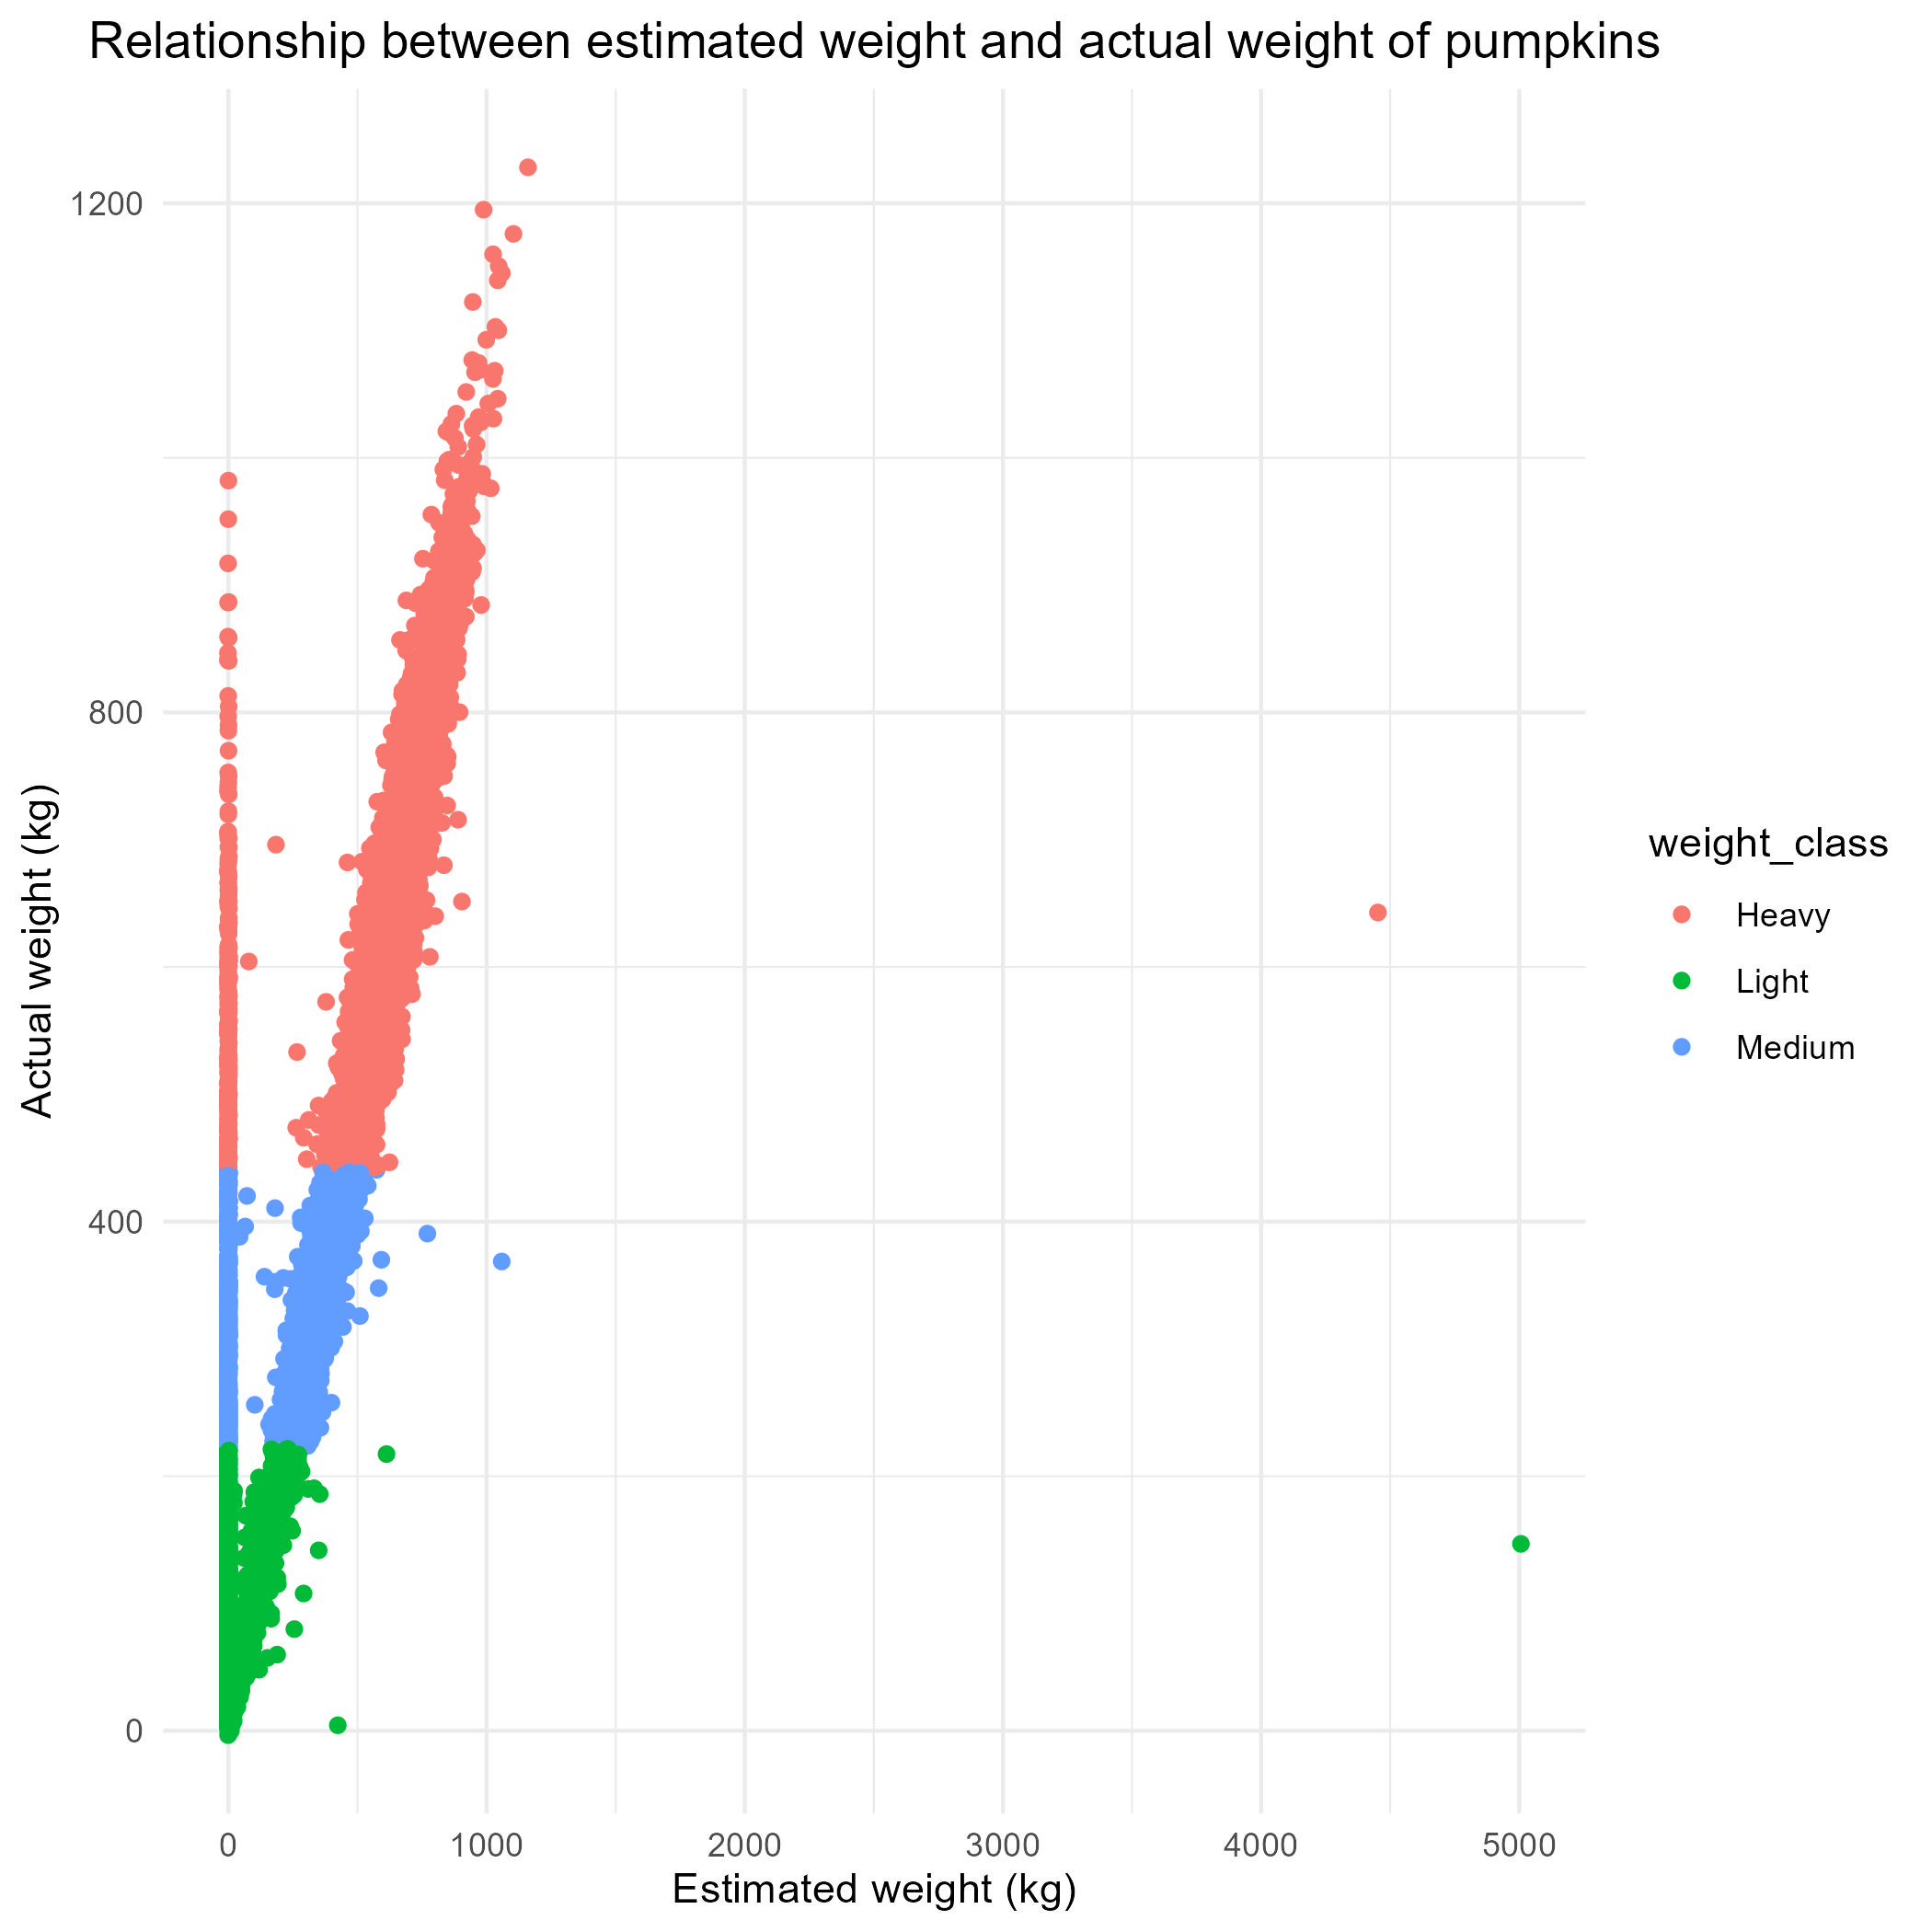 Relationship between estimated weight and actual weight of pumpkins
1200
800
400
0
Actual weight (kg)
0 1000 2000 3000 4000 5000
Estimated weight (kg)
weight_class
Heavy
Light
Medium